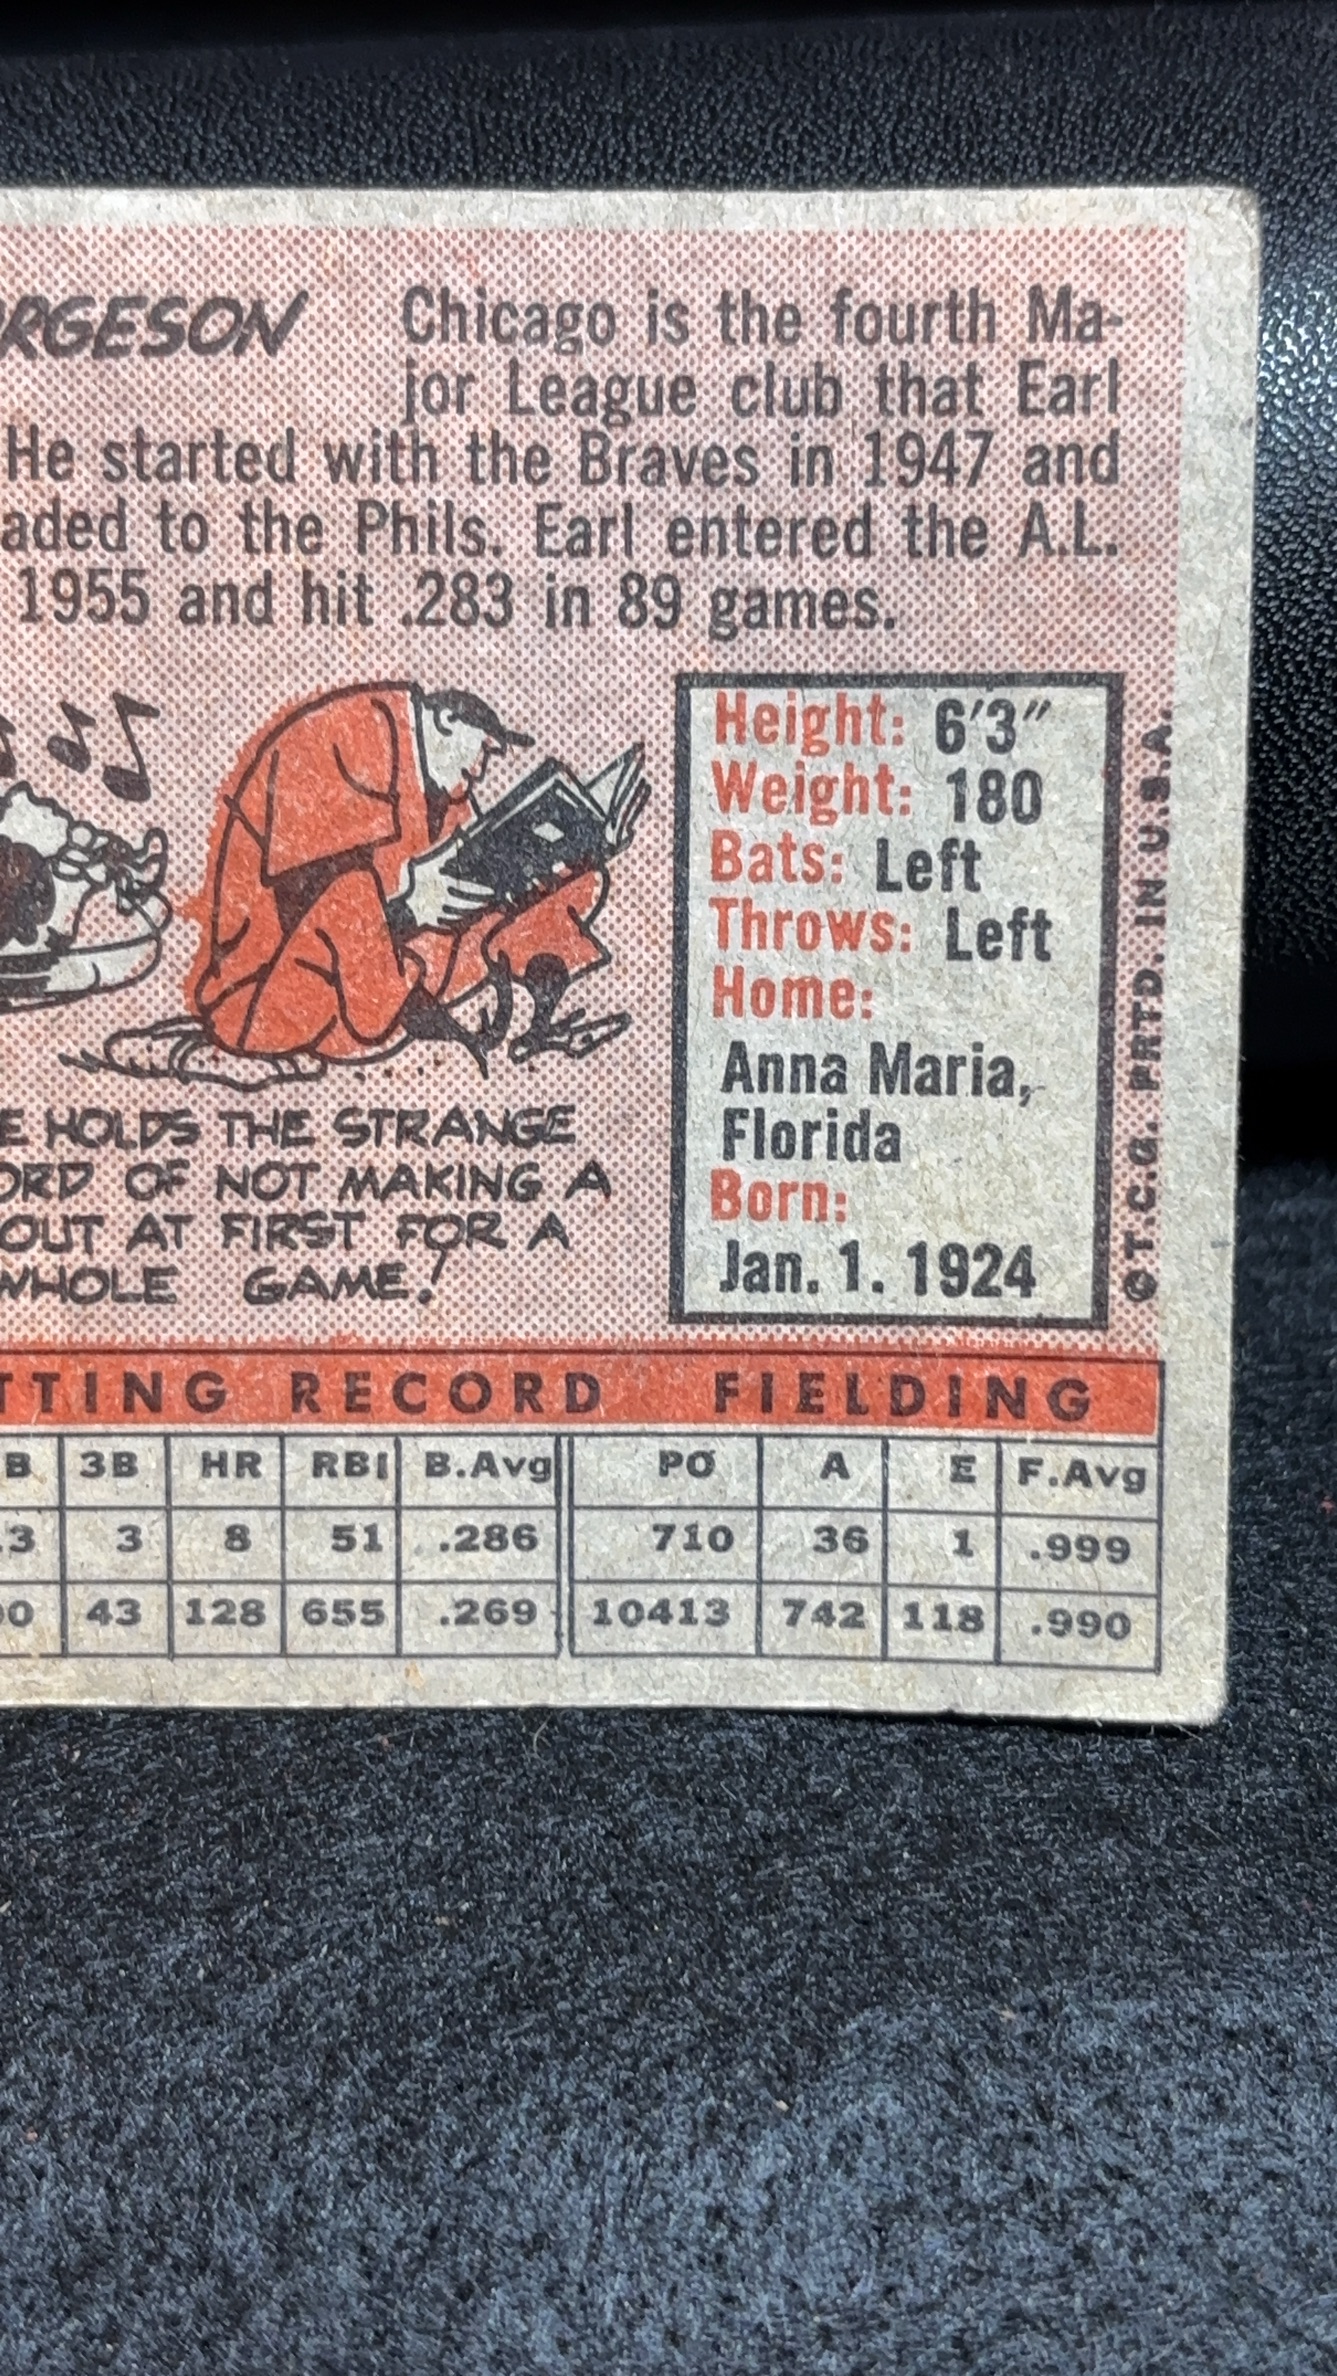 RGESON
Chicago is the fourth Ma-
jor League club that Earl
He started with the Braves in 1947 and
aded to the Phils. Earl entered the A.L.
1955 and hit .283 in 89 games.
Height: 6'3"
Weight: 180
Bats: Left
Throws: Left
Home:
Anna Maria,
Florida
Born:
Jan. 1. 1924
© T.C.G. PRTD. IN U.S.A.
E HOLDS THE STRANGE
ORD OF NOT MAKING A
OUT AT FIRST FOR A
WHOLE GAME!
TTING RECORD FIELDING
B 3B HR RBI B.Avg PO A E F.Avg
3 3 8 51 .286 710 36 1 .999
0 43 128 655 .269 10413 742 118 .990